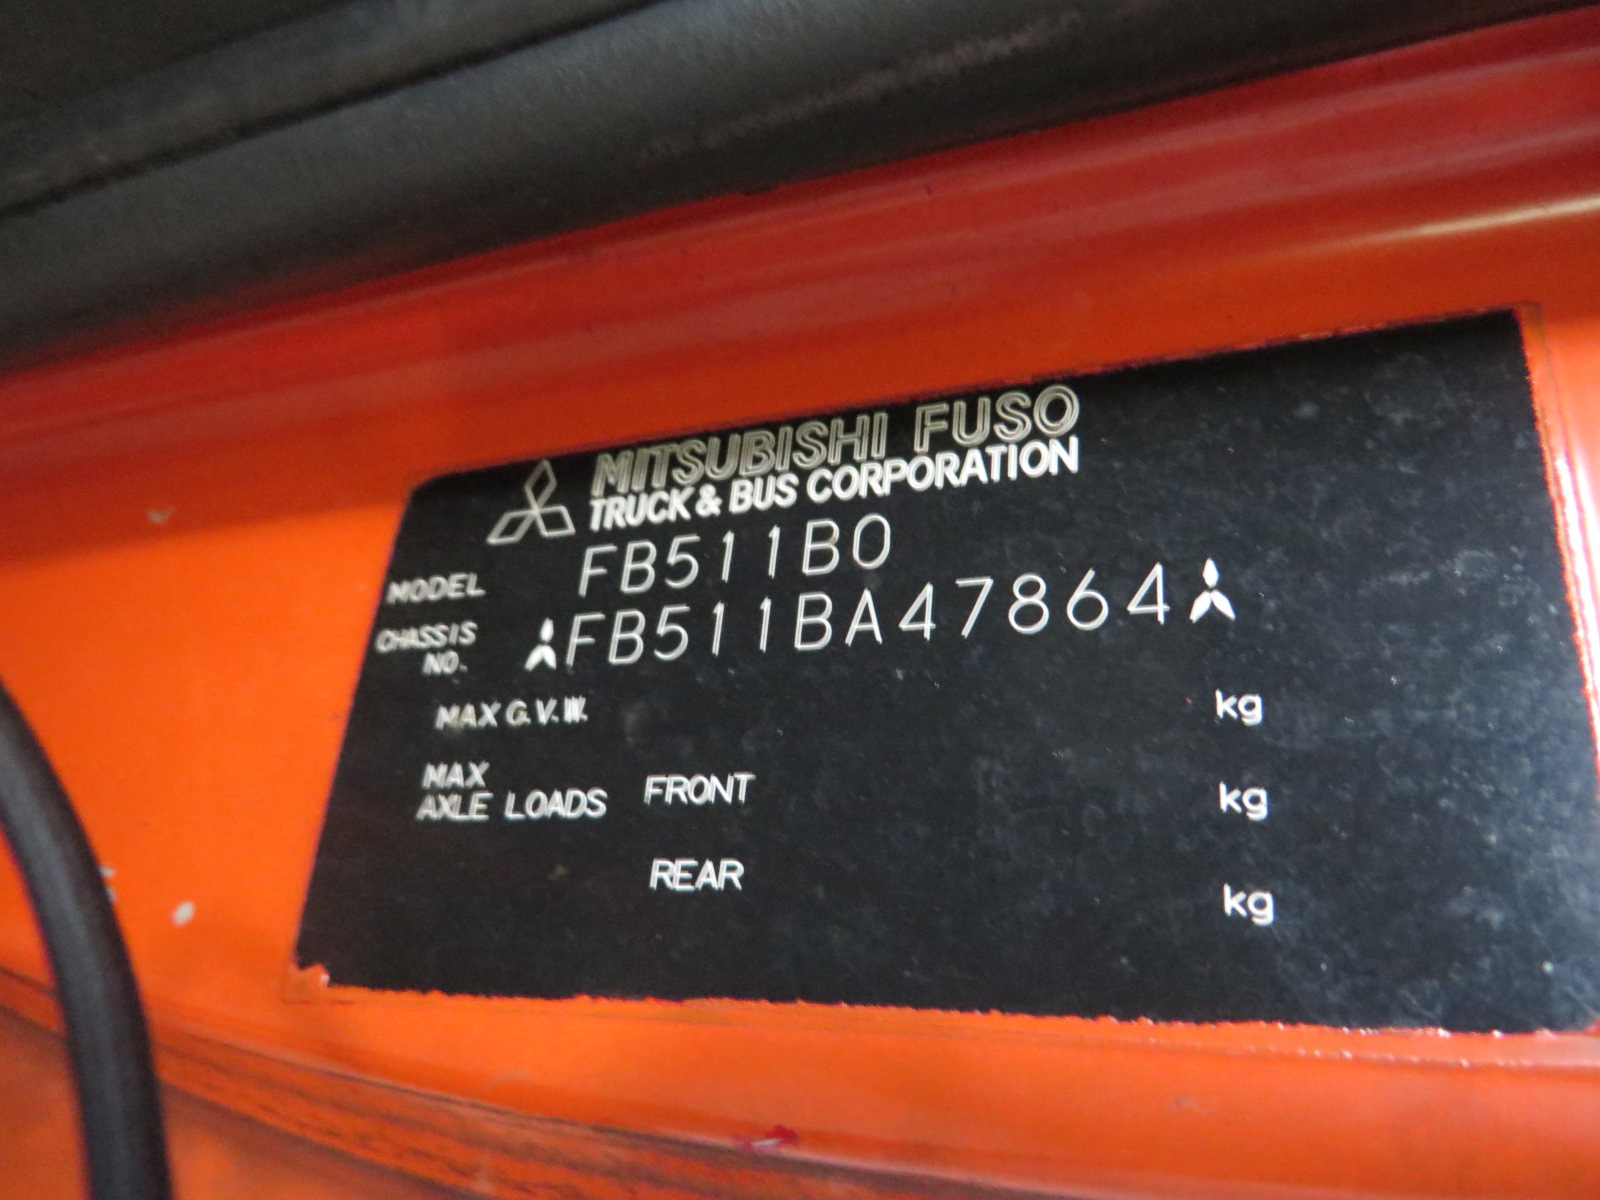 MITSUBISHI FUSO
TRUCK & BUS CORPORATION
MODEL FB511B0
CHASSIS NO. FB511BA47864
MAX G.V.W. kg
MAX AXLE LOADS FRONT kg
REAR kg